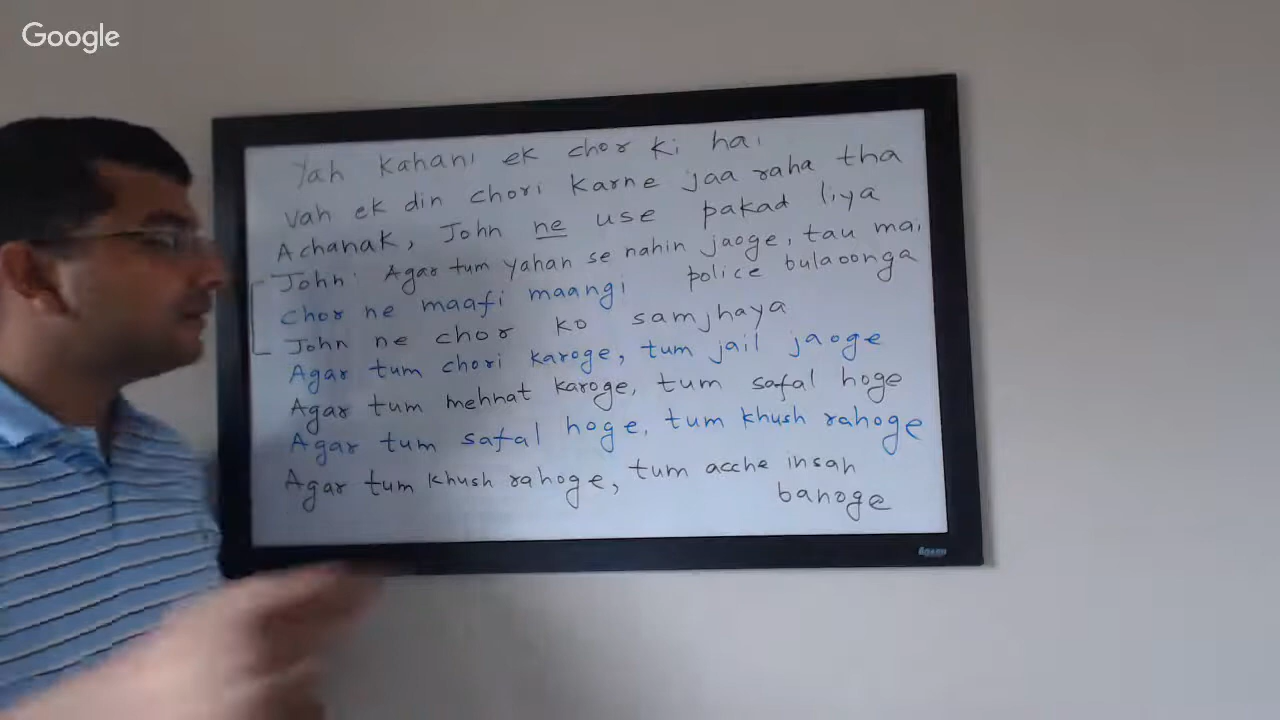 Google
Yah kahani ek chor ki hai
vah ek din chori karne jaa raha tha
Achanak, John ne use pakad liya
John: Agar tum yahan se nahin jaoge, tau mai
police bulaoonga
chor ne maafi maangi
John ne chor ko samjhaya
Agar tum chori karoge, tum jail jaoge
Agar tum mehnat karoge, tum safal hoge
Agar tum safal hoge, tum khush rahoge
Agar tum khush rahoge, tum acche insan
banoge